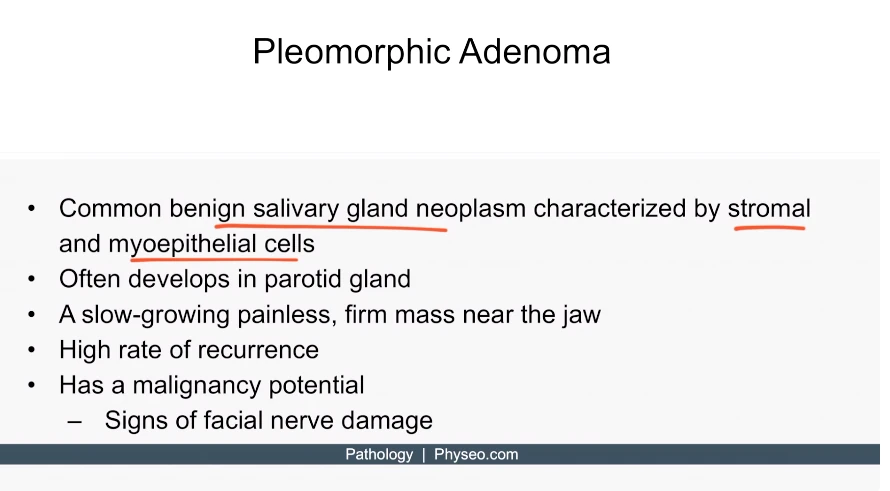 Pleomorphic Adenoma
• Common benign salivary gland neoplasm characterized by stromal
and myoepithelial cells
• Often develops in parotid gland
• A slow-growing painless, firm mass near the jaw
• High rate of recurrence
• Has a malignancy potential
– Signs of facial nerve damage
Pathology | Physeo.com